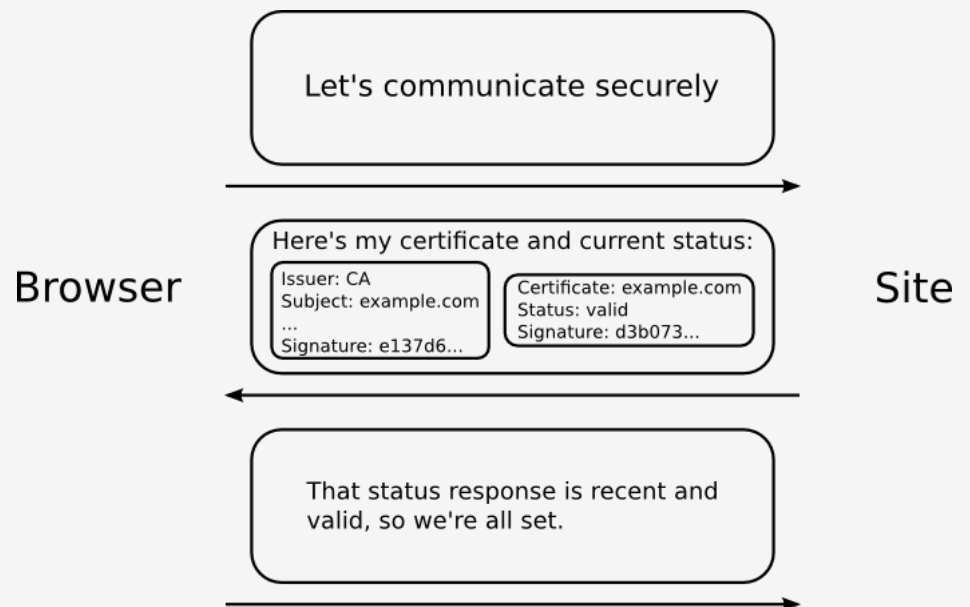 Let's communicate securely
Here's my certificate and current status:
Browser
Issuer: CA
Subject: example.com
...
Signature: e137d6...
Certificate: example.com
Status: valid
Signature: d3b073...
Site
That status response is recent and
valid, so we're all set.